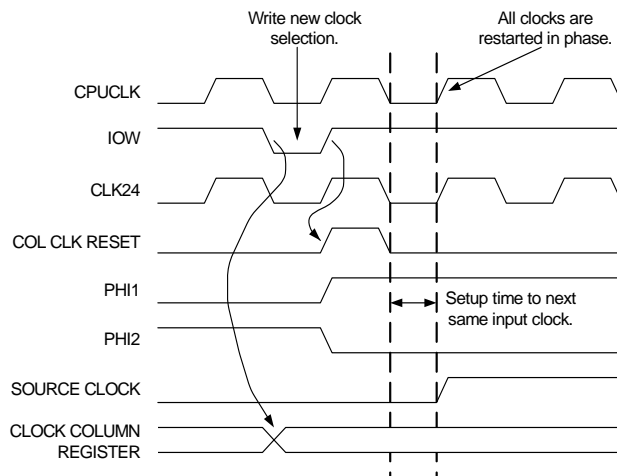 Write new clock
selection.
All clocks are
restarted in phase.
CPUCLK
IOW
CLK24
COL CLK RESET
PHI1
Setup time to next
same input clock.
PHI2
SOURCE CLOCK
CLOCK COLUMN
REGISTER